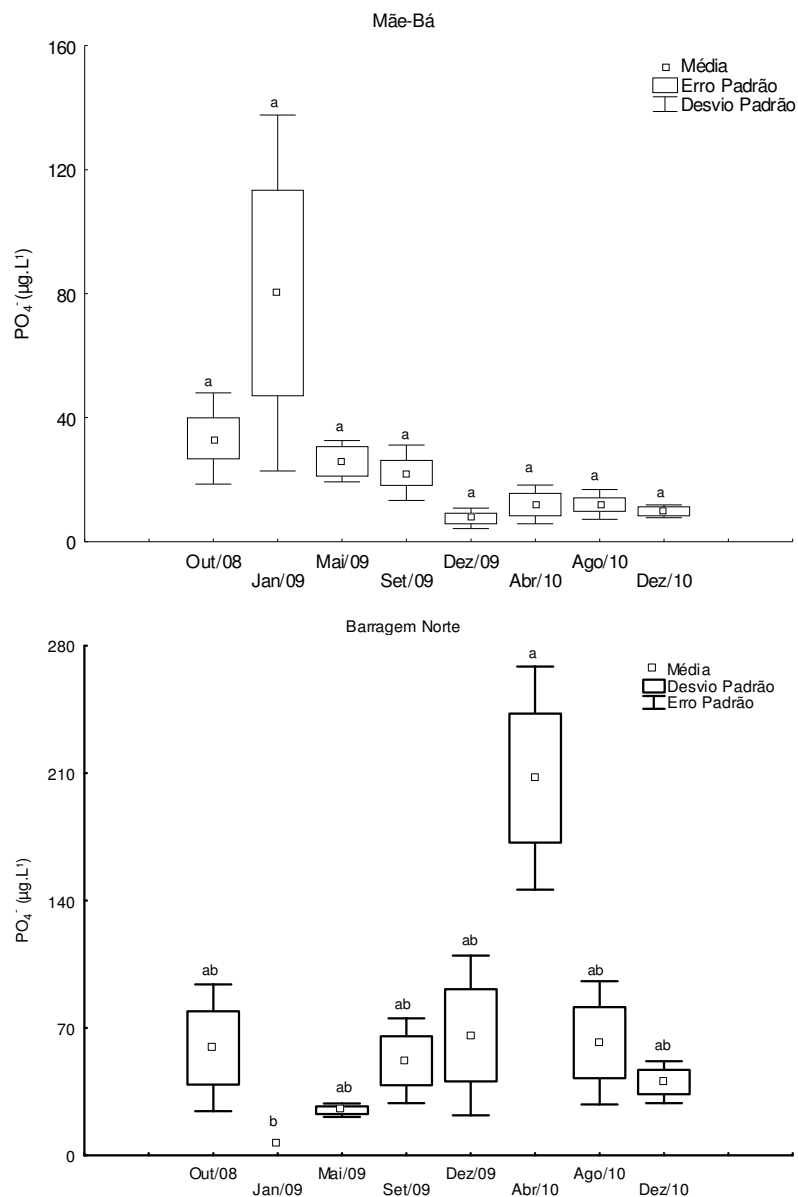 Mãe-Bá
160
120
80
40
0
PO₄⁻ (µg.L¹)
Média
Erro Padrão
Desvio Padrão
a
a
a
a
a
a
a
a
Out/08
Jan/09
Mai/09
Set/09
Dez/09
Abr/10
Ago/10
Dez/10
Barragem Norte
280
210
140
70
0
PO₄⁻ (µg.L¹)
Média
Desvio Padrão
Erro Padrão
ab
b
ab
ab
ab
a
ab
ab
Out/08
Jan/09
Mai/09
Set/09
Dez/09
Abr/10
Ago/10
Dez/10